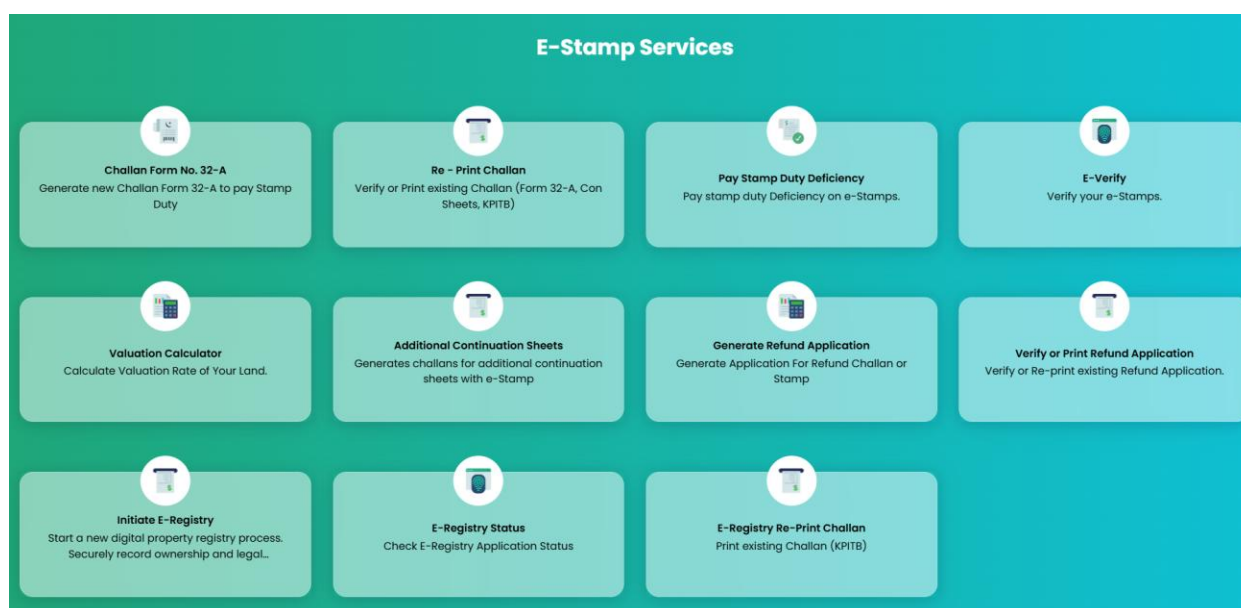 E-Stamp Services
Challan Form No. 32-A
Generate new Challan Form 32-A to pay Stamp
Duty
Re - Print Challan
Verify or Print existing Challan (Form 32-A, Con
Sheets, KPITB)
Pay Stamp Duty Deficiency
Pay stamp duty Deficiency on e-Stamps.
E-Verify
Verify your e-Stamps.
Valuation Calculator
Calculate Valuation Rate of Your Land.
Additional Continuation Sheets
Generates challans for additional continuation
sheets with e-Stamp
Generate Refund Application
Generate Application For Refund Challan or
Stamp
Verify or Print Refund Application
Verify or Re-print existing Refund Application.
Initiate E-Registry
Start a new digital property registry process.
Securely record ownership and legal...
E-Registry Status
Check E-Registry Application Status
E-Registry Re-Print Challan
Print existing Challan (KPITB)